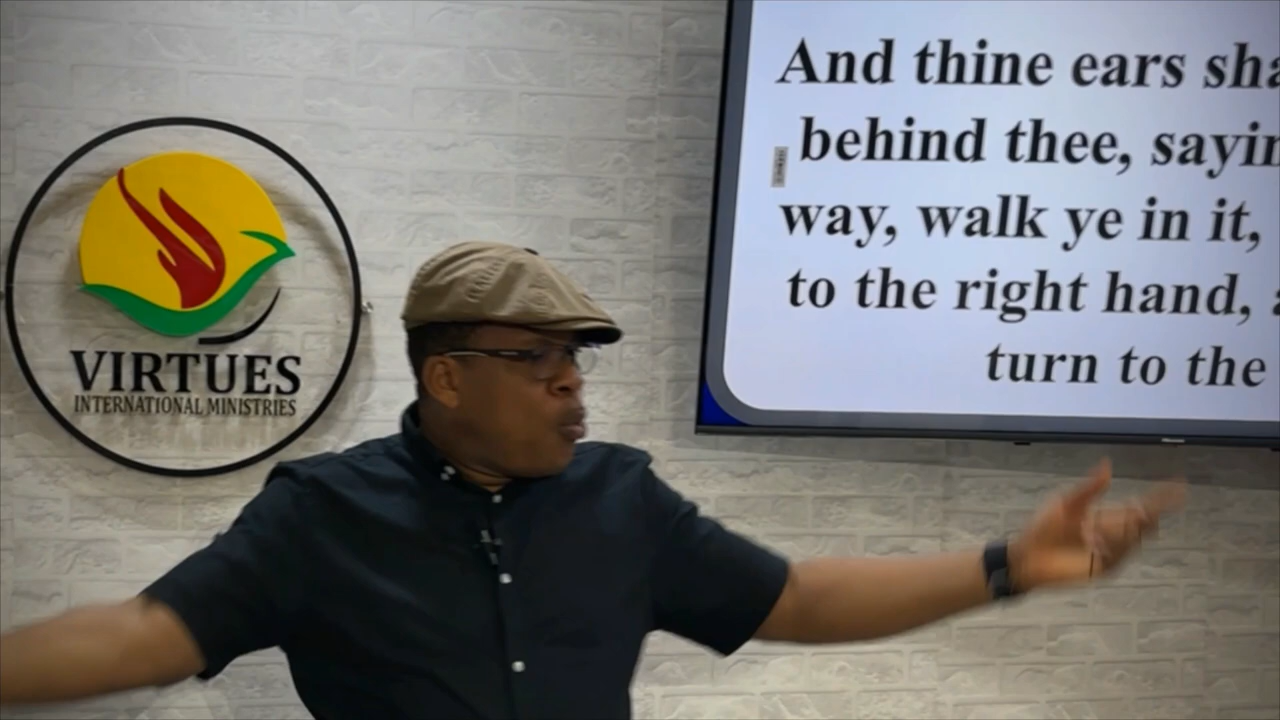 VIRTUES
INTERNATIONAL MINISTRIES
And thine ears sha
behind thee, sayin
way, walk ye in it,
to the right hand,
turn to the